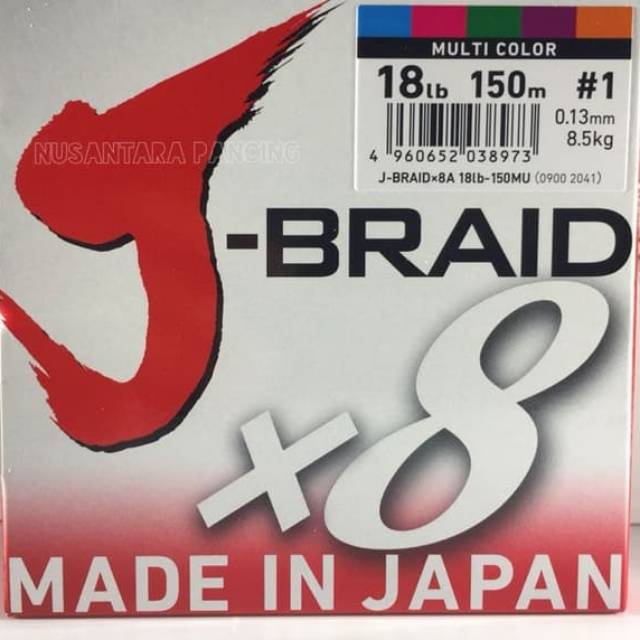 MULTI COLOR
18lb 150m #1
0.13mm
8.5kg
4 960652 038973
J-BRAID×8A 18lb-150MU (0900 2041)
NUSANTARA PANCING
J-BRAID
×8
MADE IN JAPAN